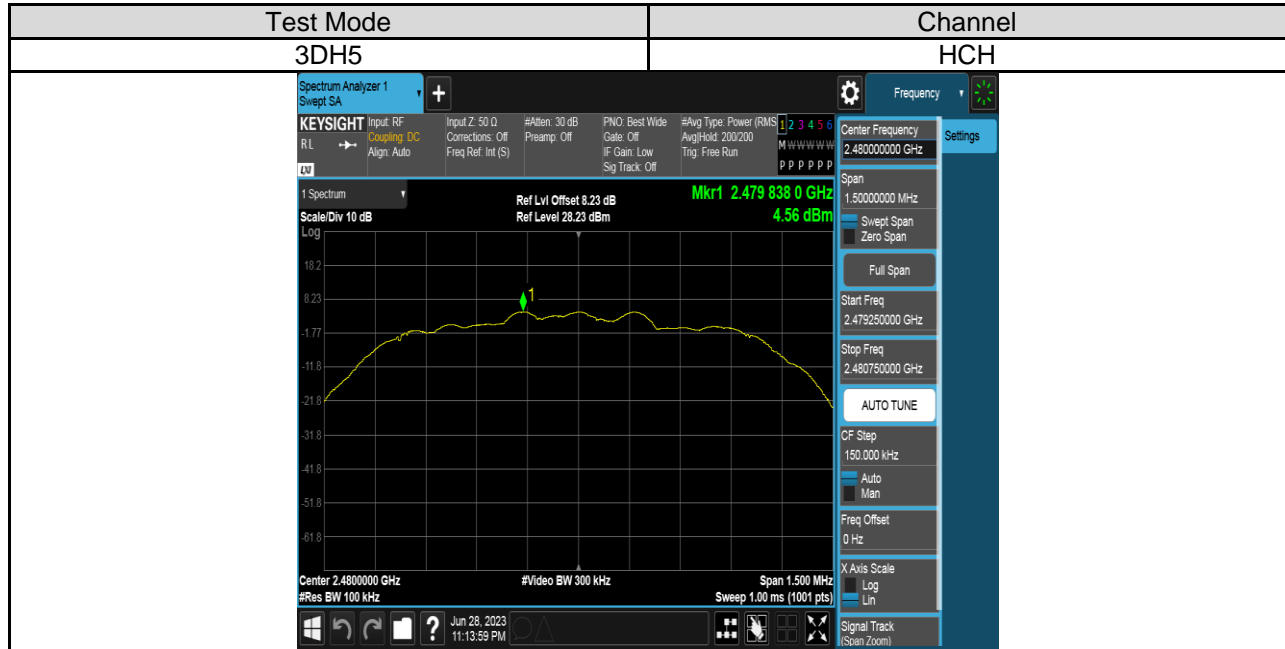 Test Mode Channel
3DH5 HCH
Spectrum Analyzer 1
Swept SA
+
Frequency
KEYSIGHT Input: RF Input Z: 50 Ω #Atten: 30 dB PNO: Best Wide #Avg Type: Power (RMS 1 2 3 4 5 6
RL Coupling: DC Corrections: Off Preamp: Off Gate: Off Avg|Hold: 200/200 M W W W W W
Align: Auto Freq Ref: Int (S) IF Gain: Low Trig: Free Run
LXI Sig Track: Off P P P P P P
1 Spectrum Ref Lvl Offset 8.23 dB Mkr1 2.479 838 0 GHz
Scale/Div 10 dB Ref Level 28.23 dBm 4.56 dBm
Log
18.2
8.23
1
-1.77
-11.8
-21.8
-31.8
-41.8
-51.8
-61.8
Center 2.4800000 GHz #Video BW 300 kHz Span 1.500 MHz
#Res BW 100 kHz Sweep 1.00 ms (1001 pts)
? Jun 28, 2023
11:13:59 PM
Center Frequency
2.480000000 GHz
Settings
Span
1.50000000 MHz
Swept Span
Zero Span
Full Span
Start Freq
2.479250000 GHz
Stop Freq
2.480750000 GHz
AUTO TUNE
CF Step
150.000 kHz
Auto
Man
Freq Offset
0 Hz
X Axis Scale
Log
Lin
Signal Track
(Span Zoom)